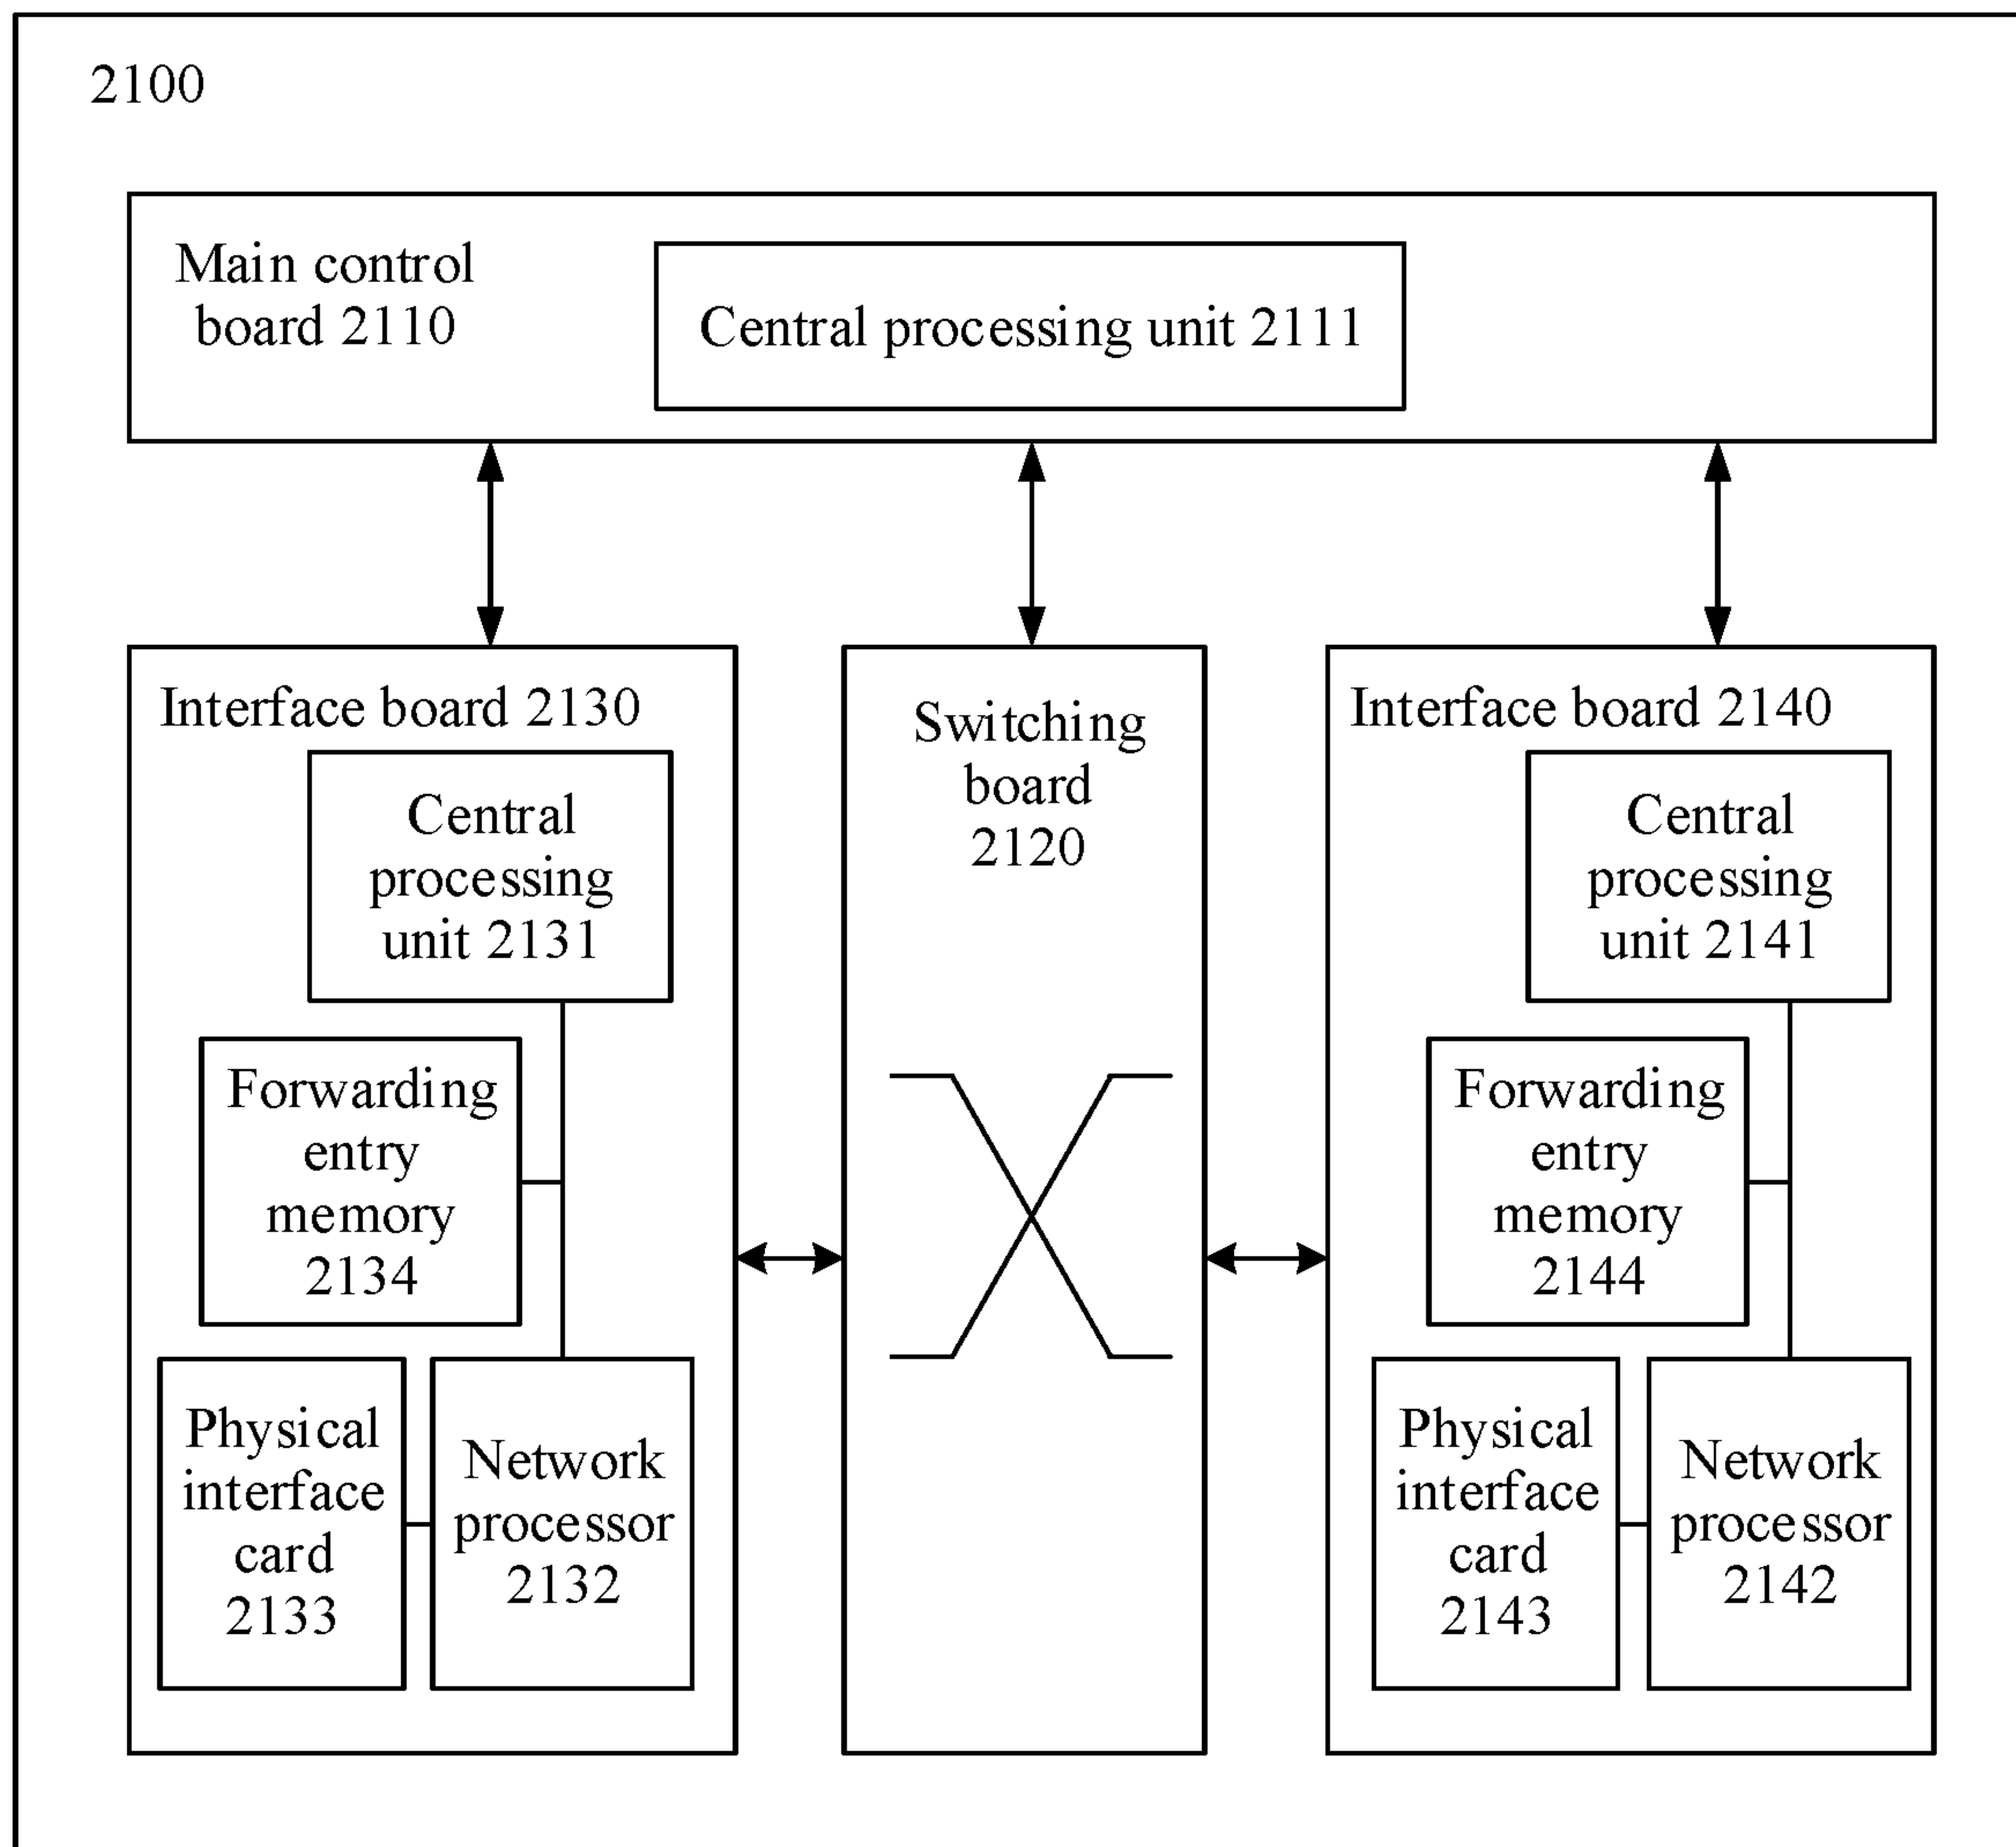 2100
Main control
board 2110
Central processing unit 2111
Interface board 2130
Central
processing
unit 2131
Forwarding
entry
memory
2134
Physical
interface
card
2133
Network
processor
2132
Switching
board
2120
Interface board 2140
Central
processing
unit 2141
Forwarding
entry
memory
2144
Physical
interface
card
2143
Network
processor
2142